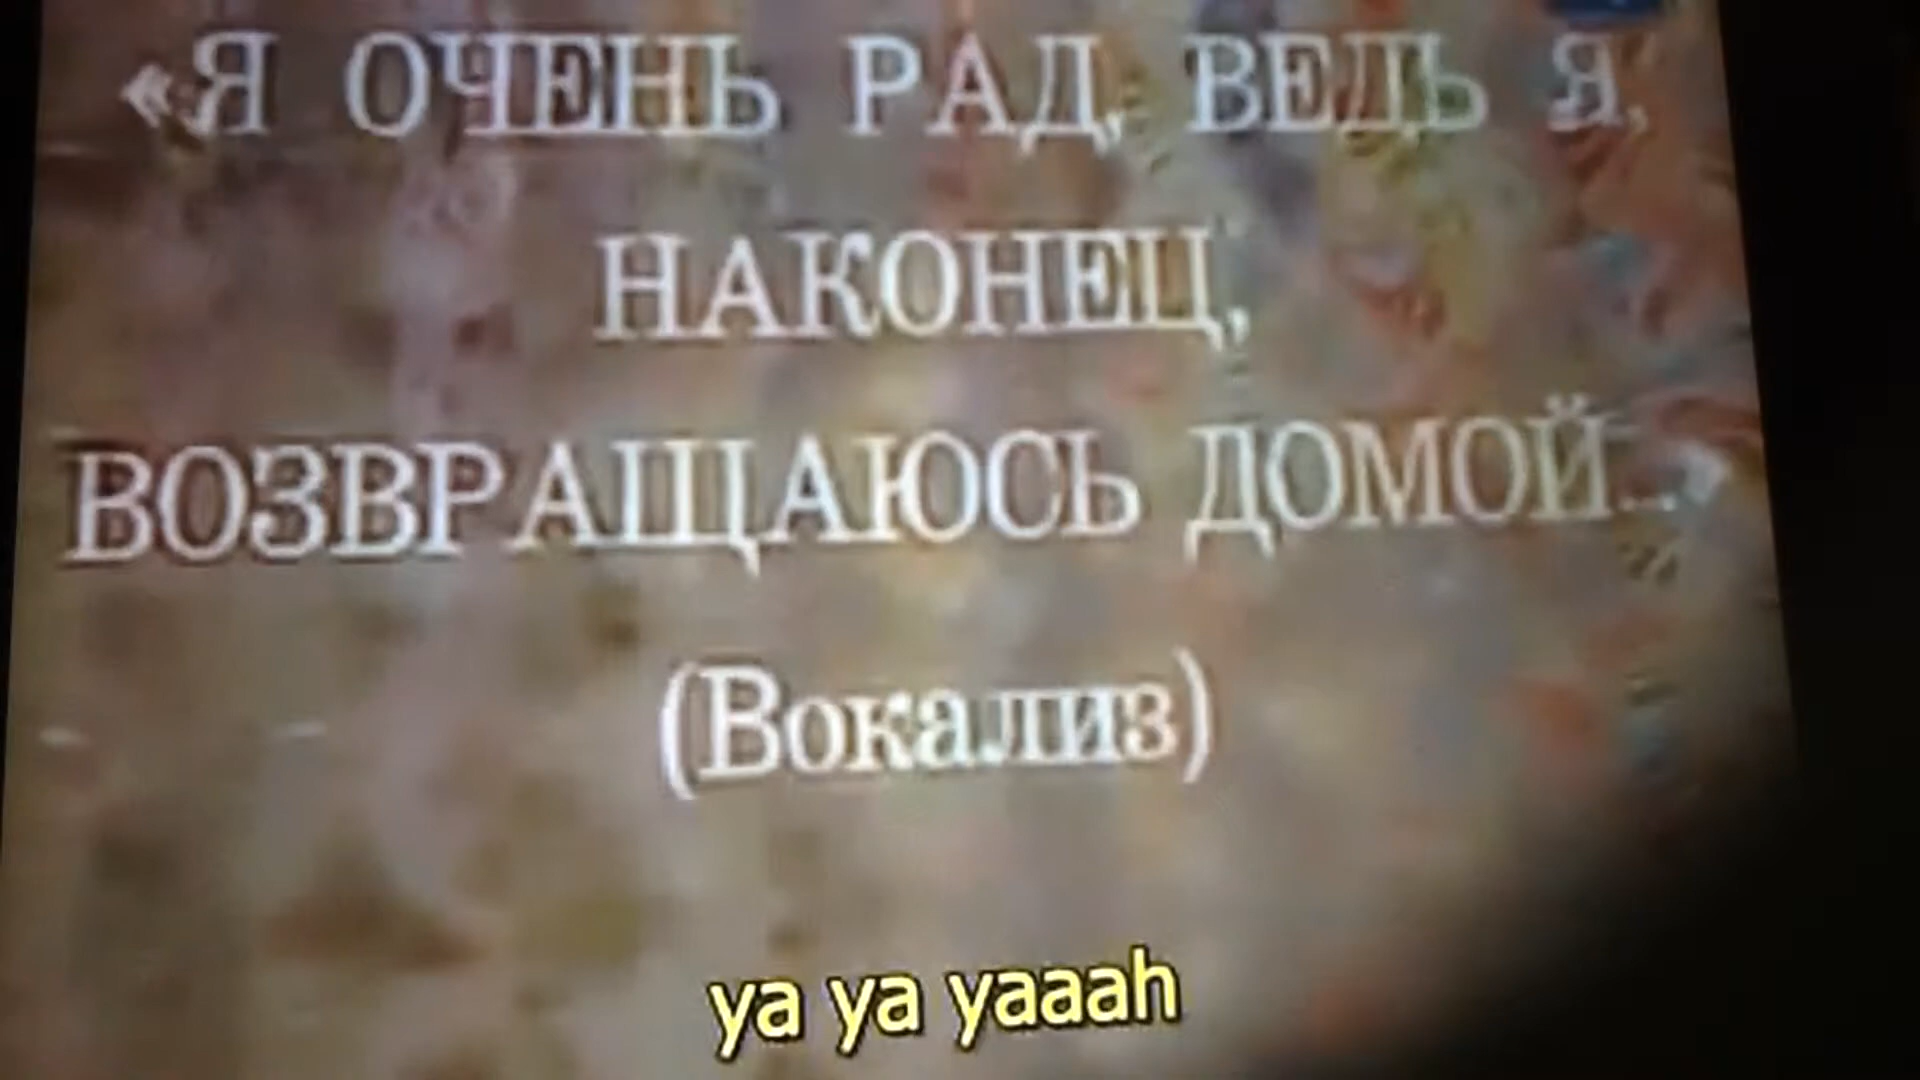 «Я ОЧЕНЬ РАД, ВЕДЬ Я,
НАКОНЕЦ,
ВОЗВРАЩАЮСЬ ДОМОЙ...»
(Вокализ)
ya ya yaaah